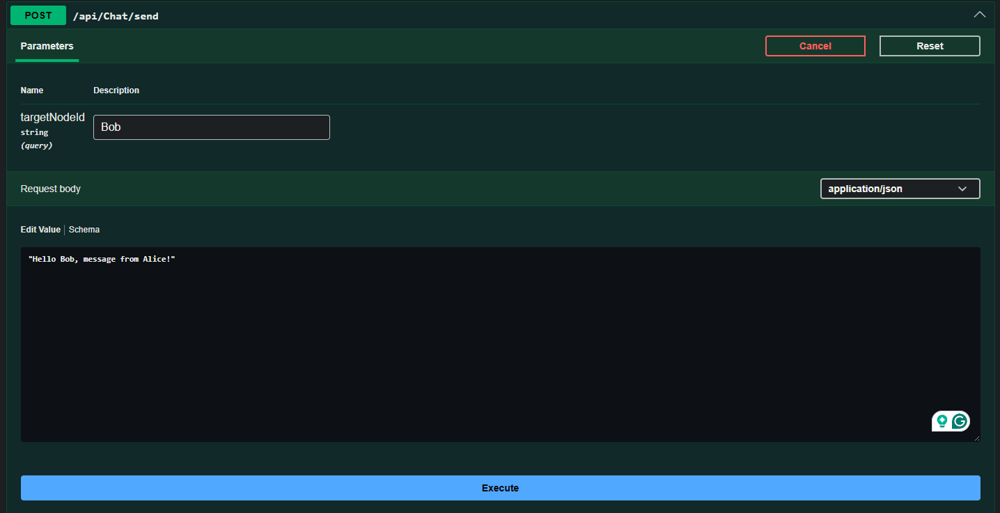 POST /api/Chat/send
Parameters Cancel Reset
Name Description
targetNodeId Bob
string
(query)
Request body application/json
Edit Value Schema
"Hello Bob, message from Alice!"
Execute